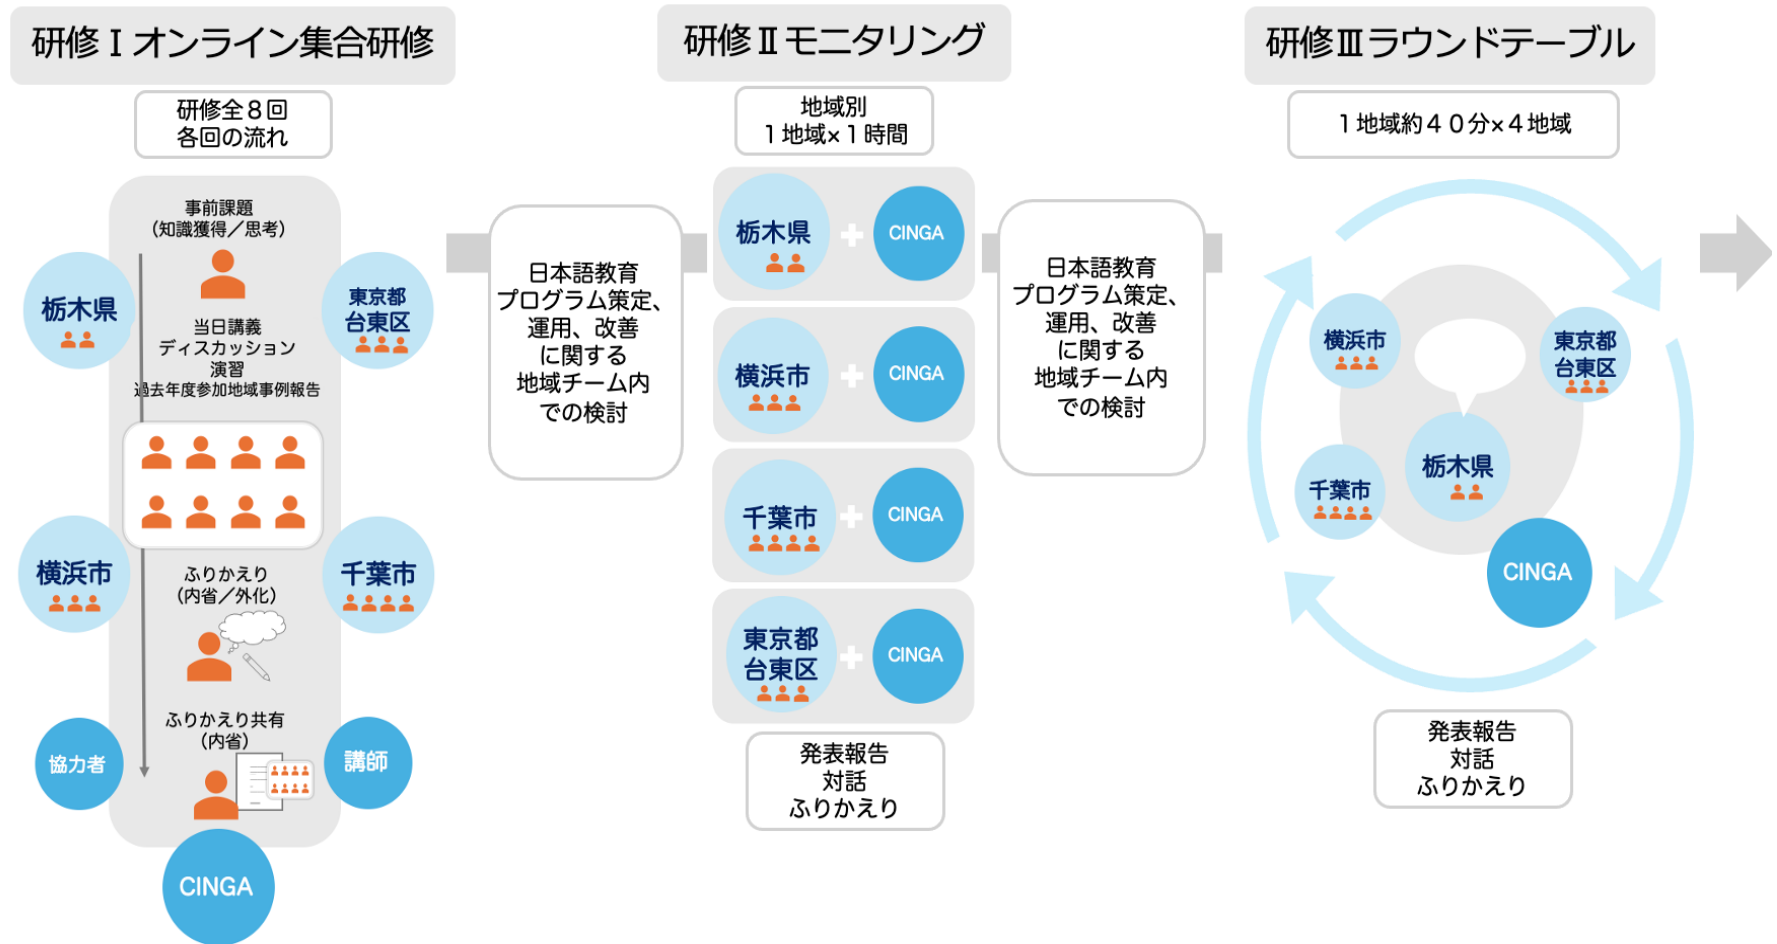 研修Ⅰオンライン集合研修
研修全８回
各回の流れ
事前課題
（知識獲得／思考）
栃木県
東京都
台東区
当日講義
ディスカッション
演習
過去年度参加地域事例報告
横浜市
千葉市
ふりかえり
（内省／外化）
ふりかえり共有
（内省）
協力者
講師
CINGA
日本語教育
プログラム策定、
運用、改善
に関する
地域チーム内
での検討
研修Ⅱモニタリング
地域別
１地域×１時間
栃木県
CINGA
横浜市
CINGA
千葉市
CINGA
東京都
台東区
CINGA
発表報告
対話
ふりかえり
日本語教育
プログラム策定、
運用、改善
に関する
地域チーム内
での検討
研修Ⅲラウンドテーブル
１地域約４０分×４地域
横浜市
東京都
台東区
千葉市
栃木県
CINGA
発表報告
対話
ふりかえり